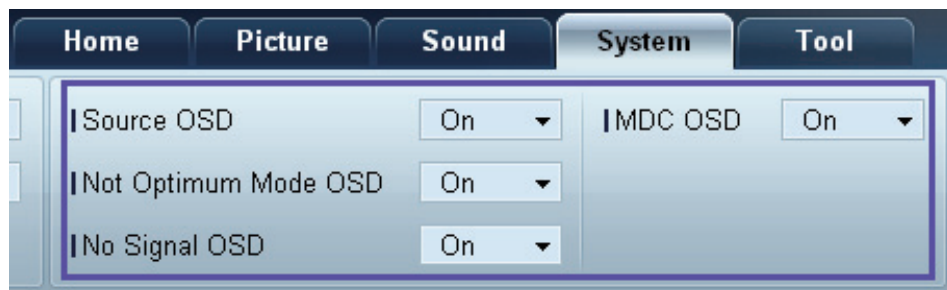 Home Picture Sound System Tool
Source OSD On MDC OSD On
Not Optimum Mode OSD On
No Signal OSD On